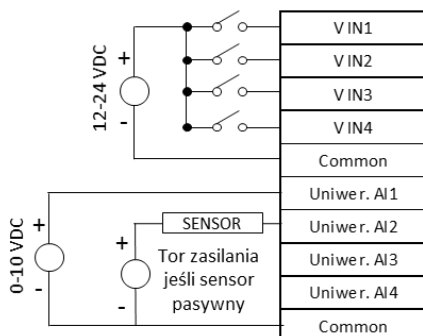 V IN1
V IN2
V IN3
V IN4
Common
Uniwer. AI1
Uniwer. AI2
Uniwer. AI3
Uniwer. AI4
Common
12-24 VDC
+
-
0-10 VDC
+
-
SENSOR
+
-
Tor zasilania
jeśli sensor
pasywny